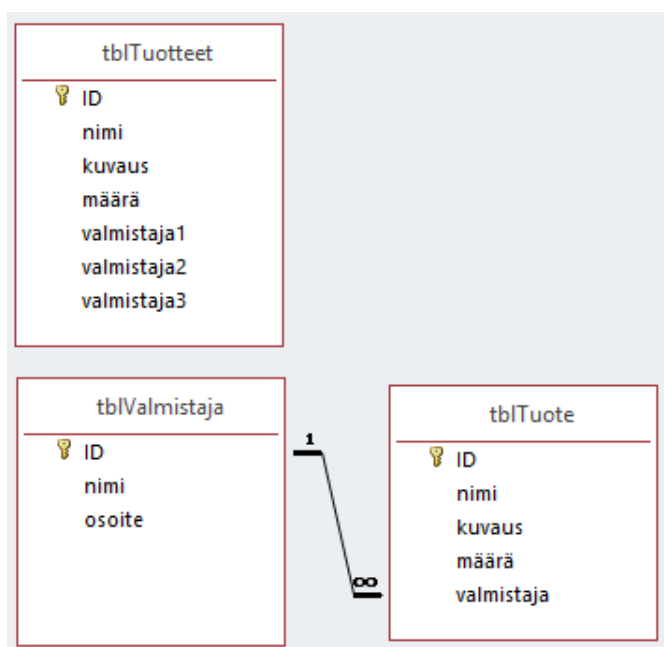 tblTuotteet
ID
nimi
kuvaus
määrä
valmistaja1
valmistaja2
valmistaja3
tblValmistaja
ID
nimi
osoite
1
∞
tblTuote
ID
nimi
kuvaus
määrä
valmistaja